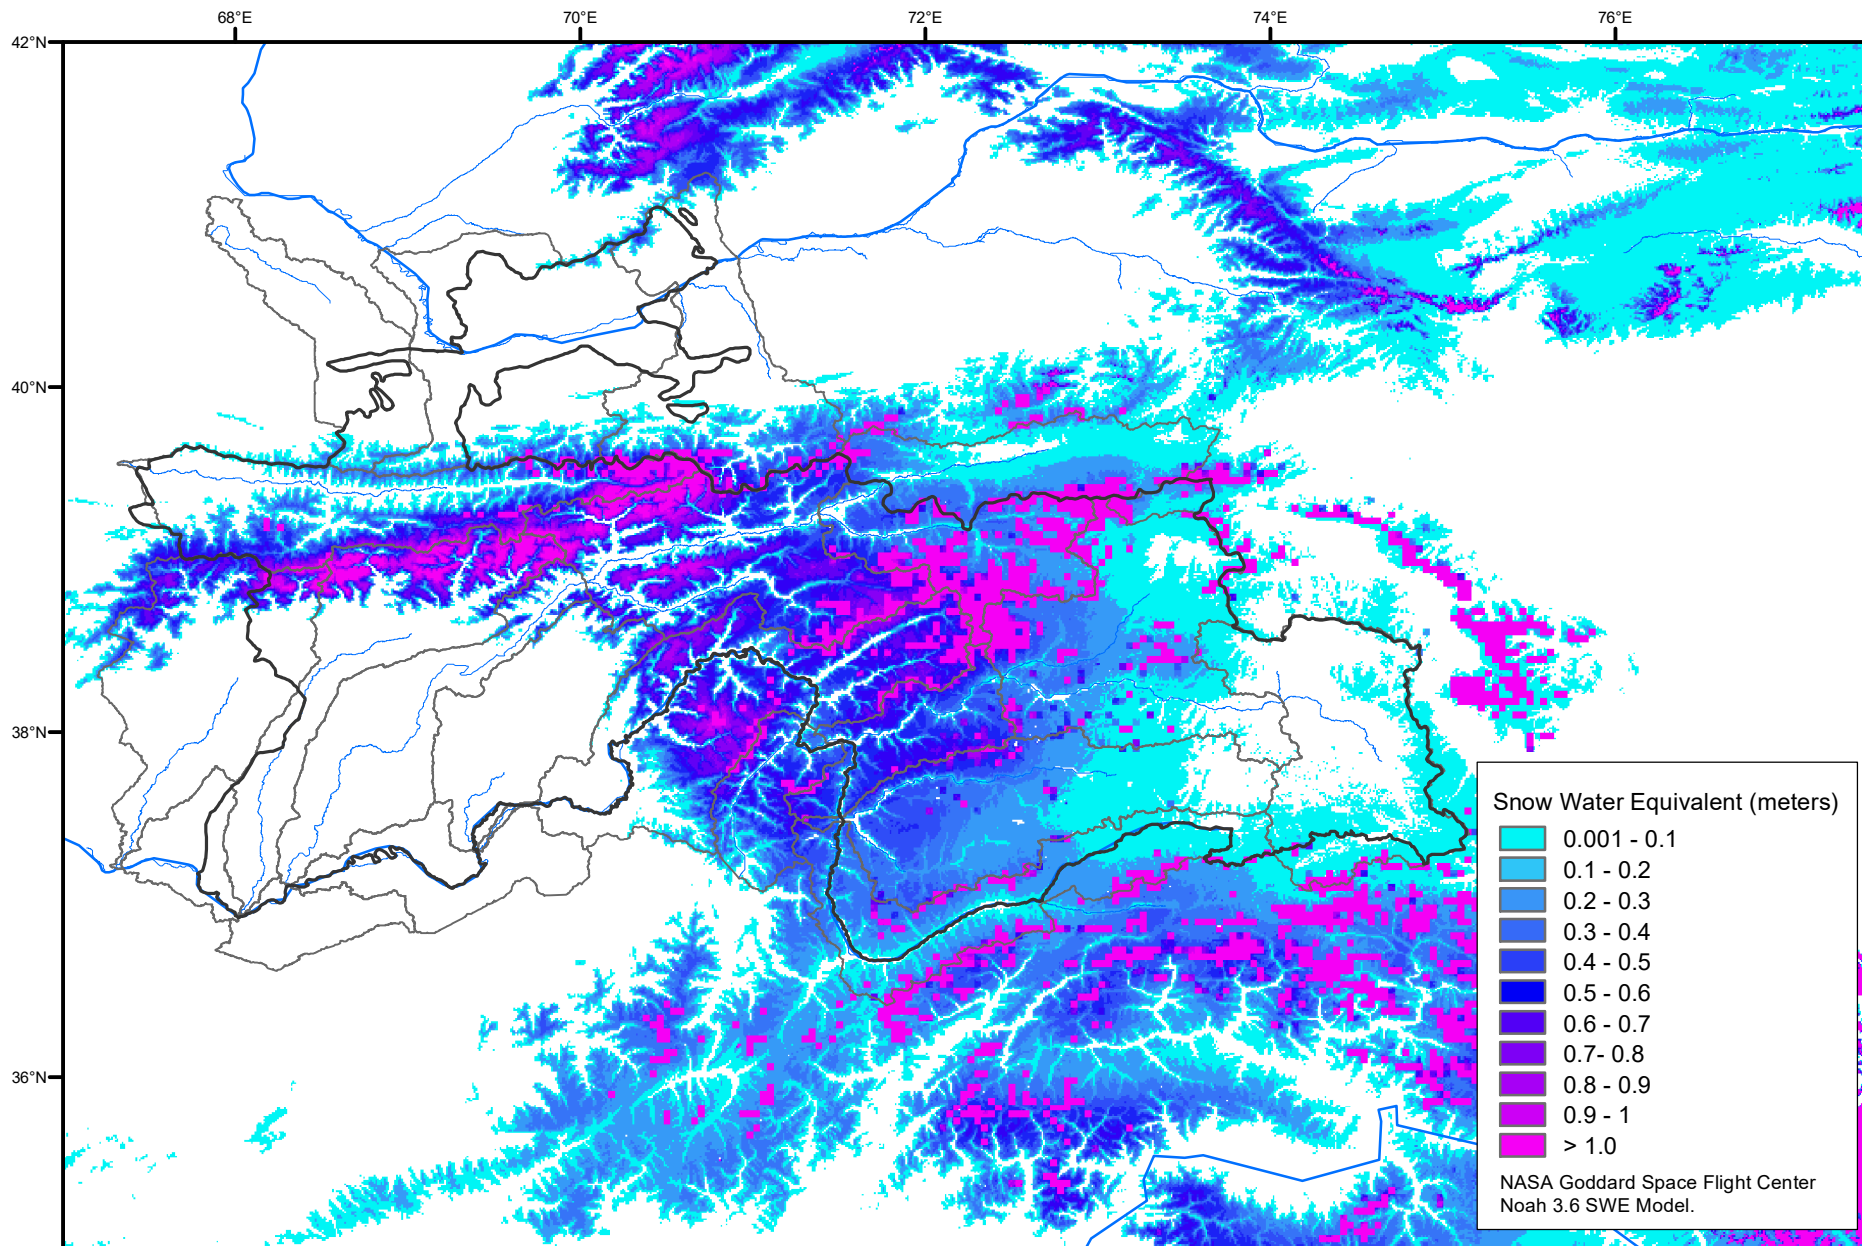 68°E
70°E
72°E
74°E
76°E
42°N
40°N
38°N
36°N
Snow Water Equivalent (meters)
0.001 - 0.1
0.1 - 0.2
0.2 - 0.3
0.3 - 0.4
0.4 - 0.5
0.5 - 0.6
0.6 - 0.7
0.7- 0.8
0.8 - 0.9
0.9 - 1
> 1.0
NASA Goddard Space Flight Center
Noah 3.6 SWE Model.